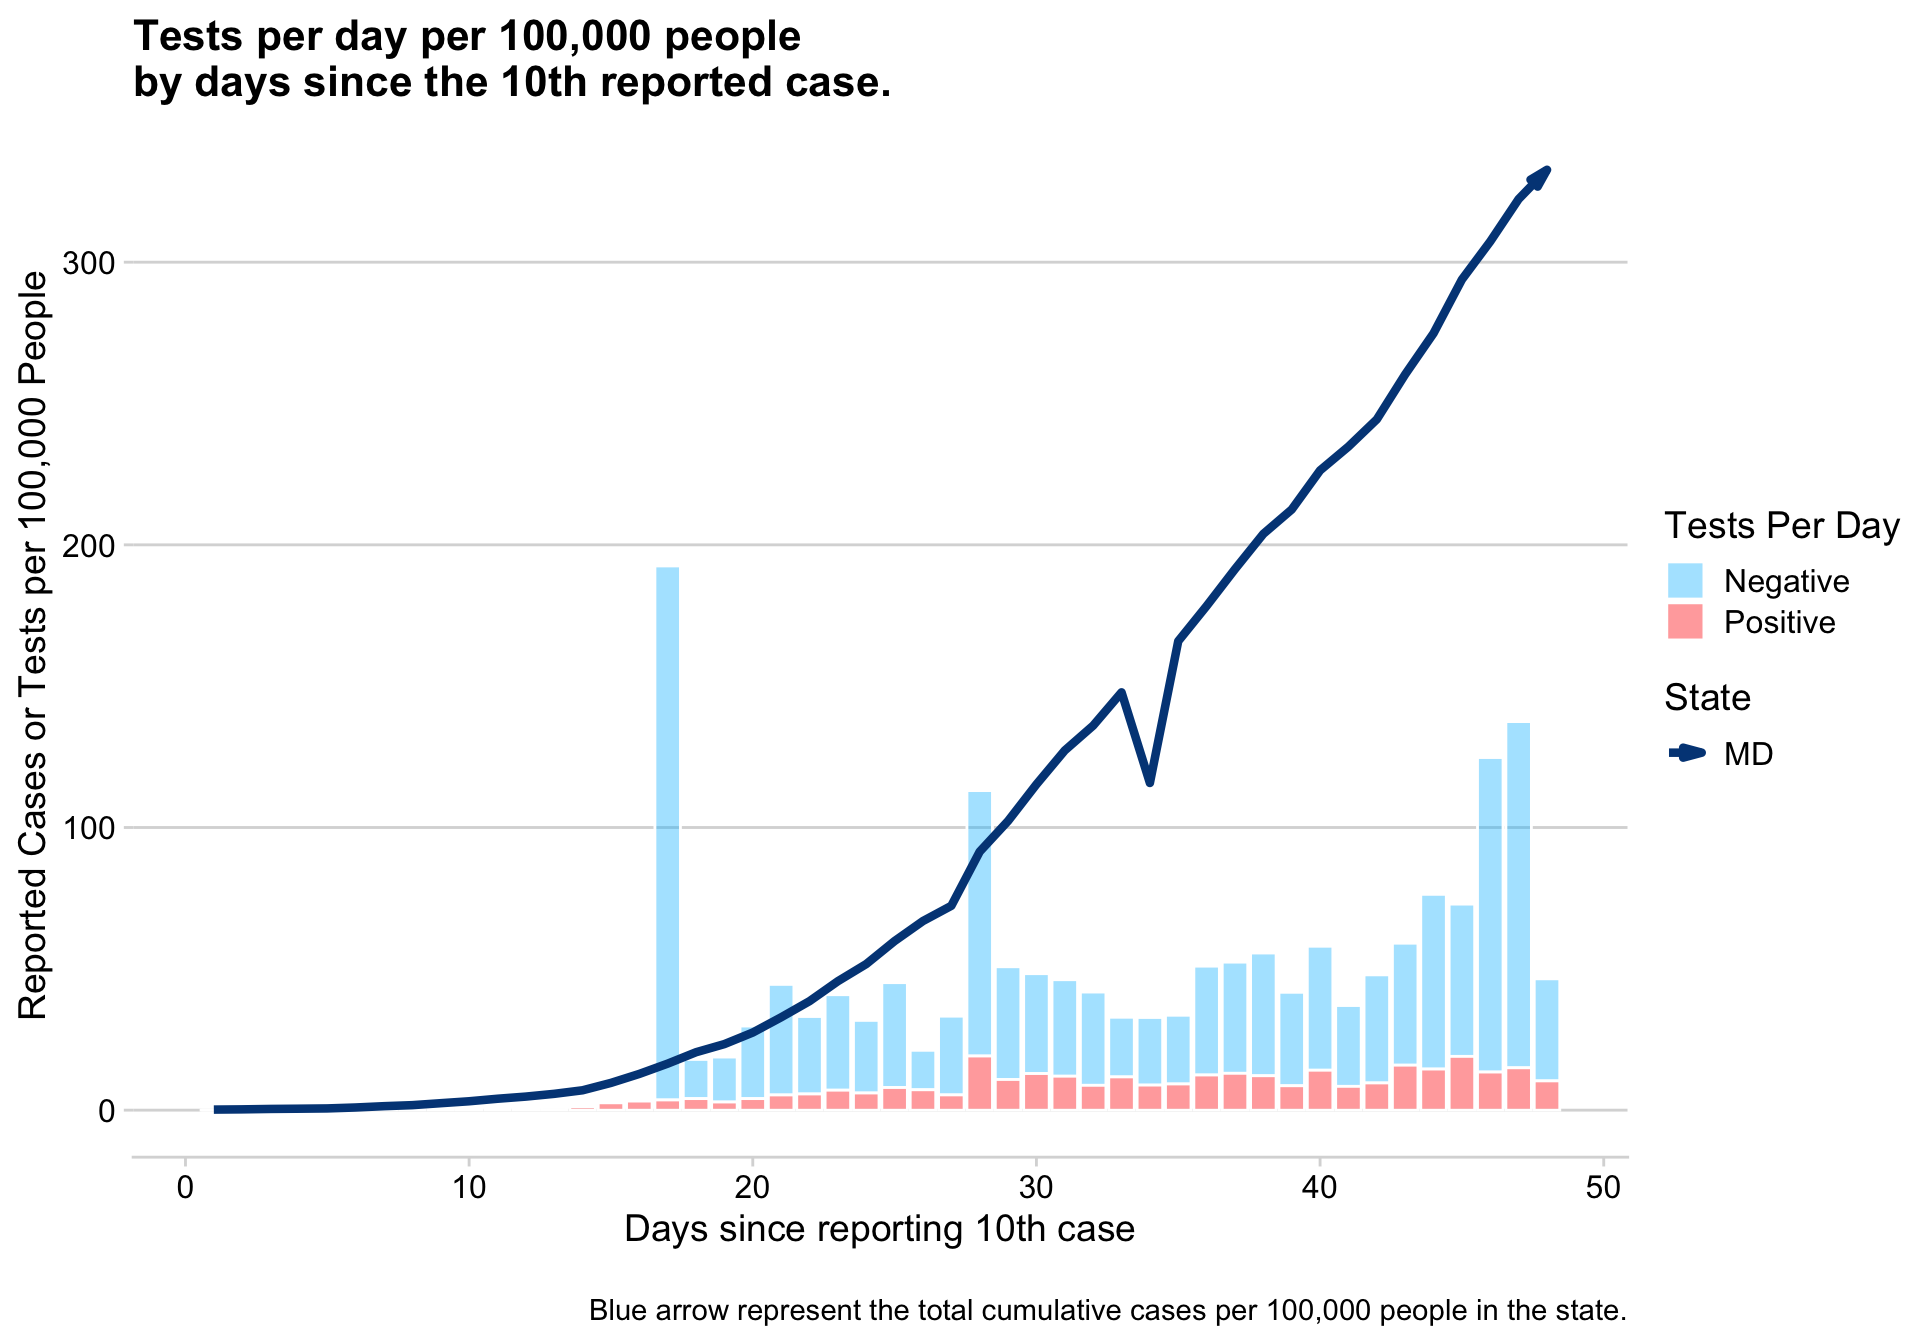 Tests per day per 100,000 people
by days since the 10th reported case.
Reported Cases or Tests per 100,000 People
300
200
100
0
0 10 20 30 40 50
Days since reporting 10th case
Tests Per Day
Negative
Positive
State
MD
Blue arrow represent the total cumulative cases per 100,000 people in the state.